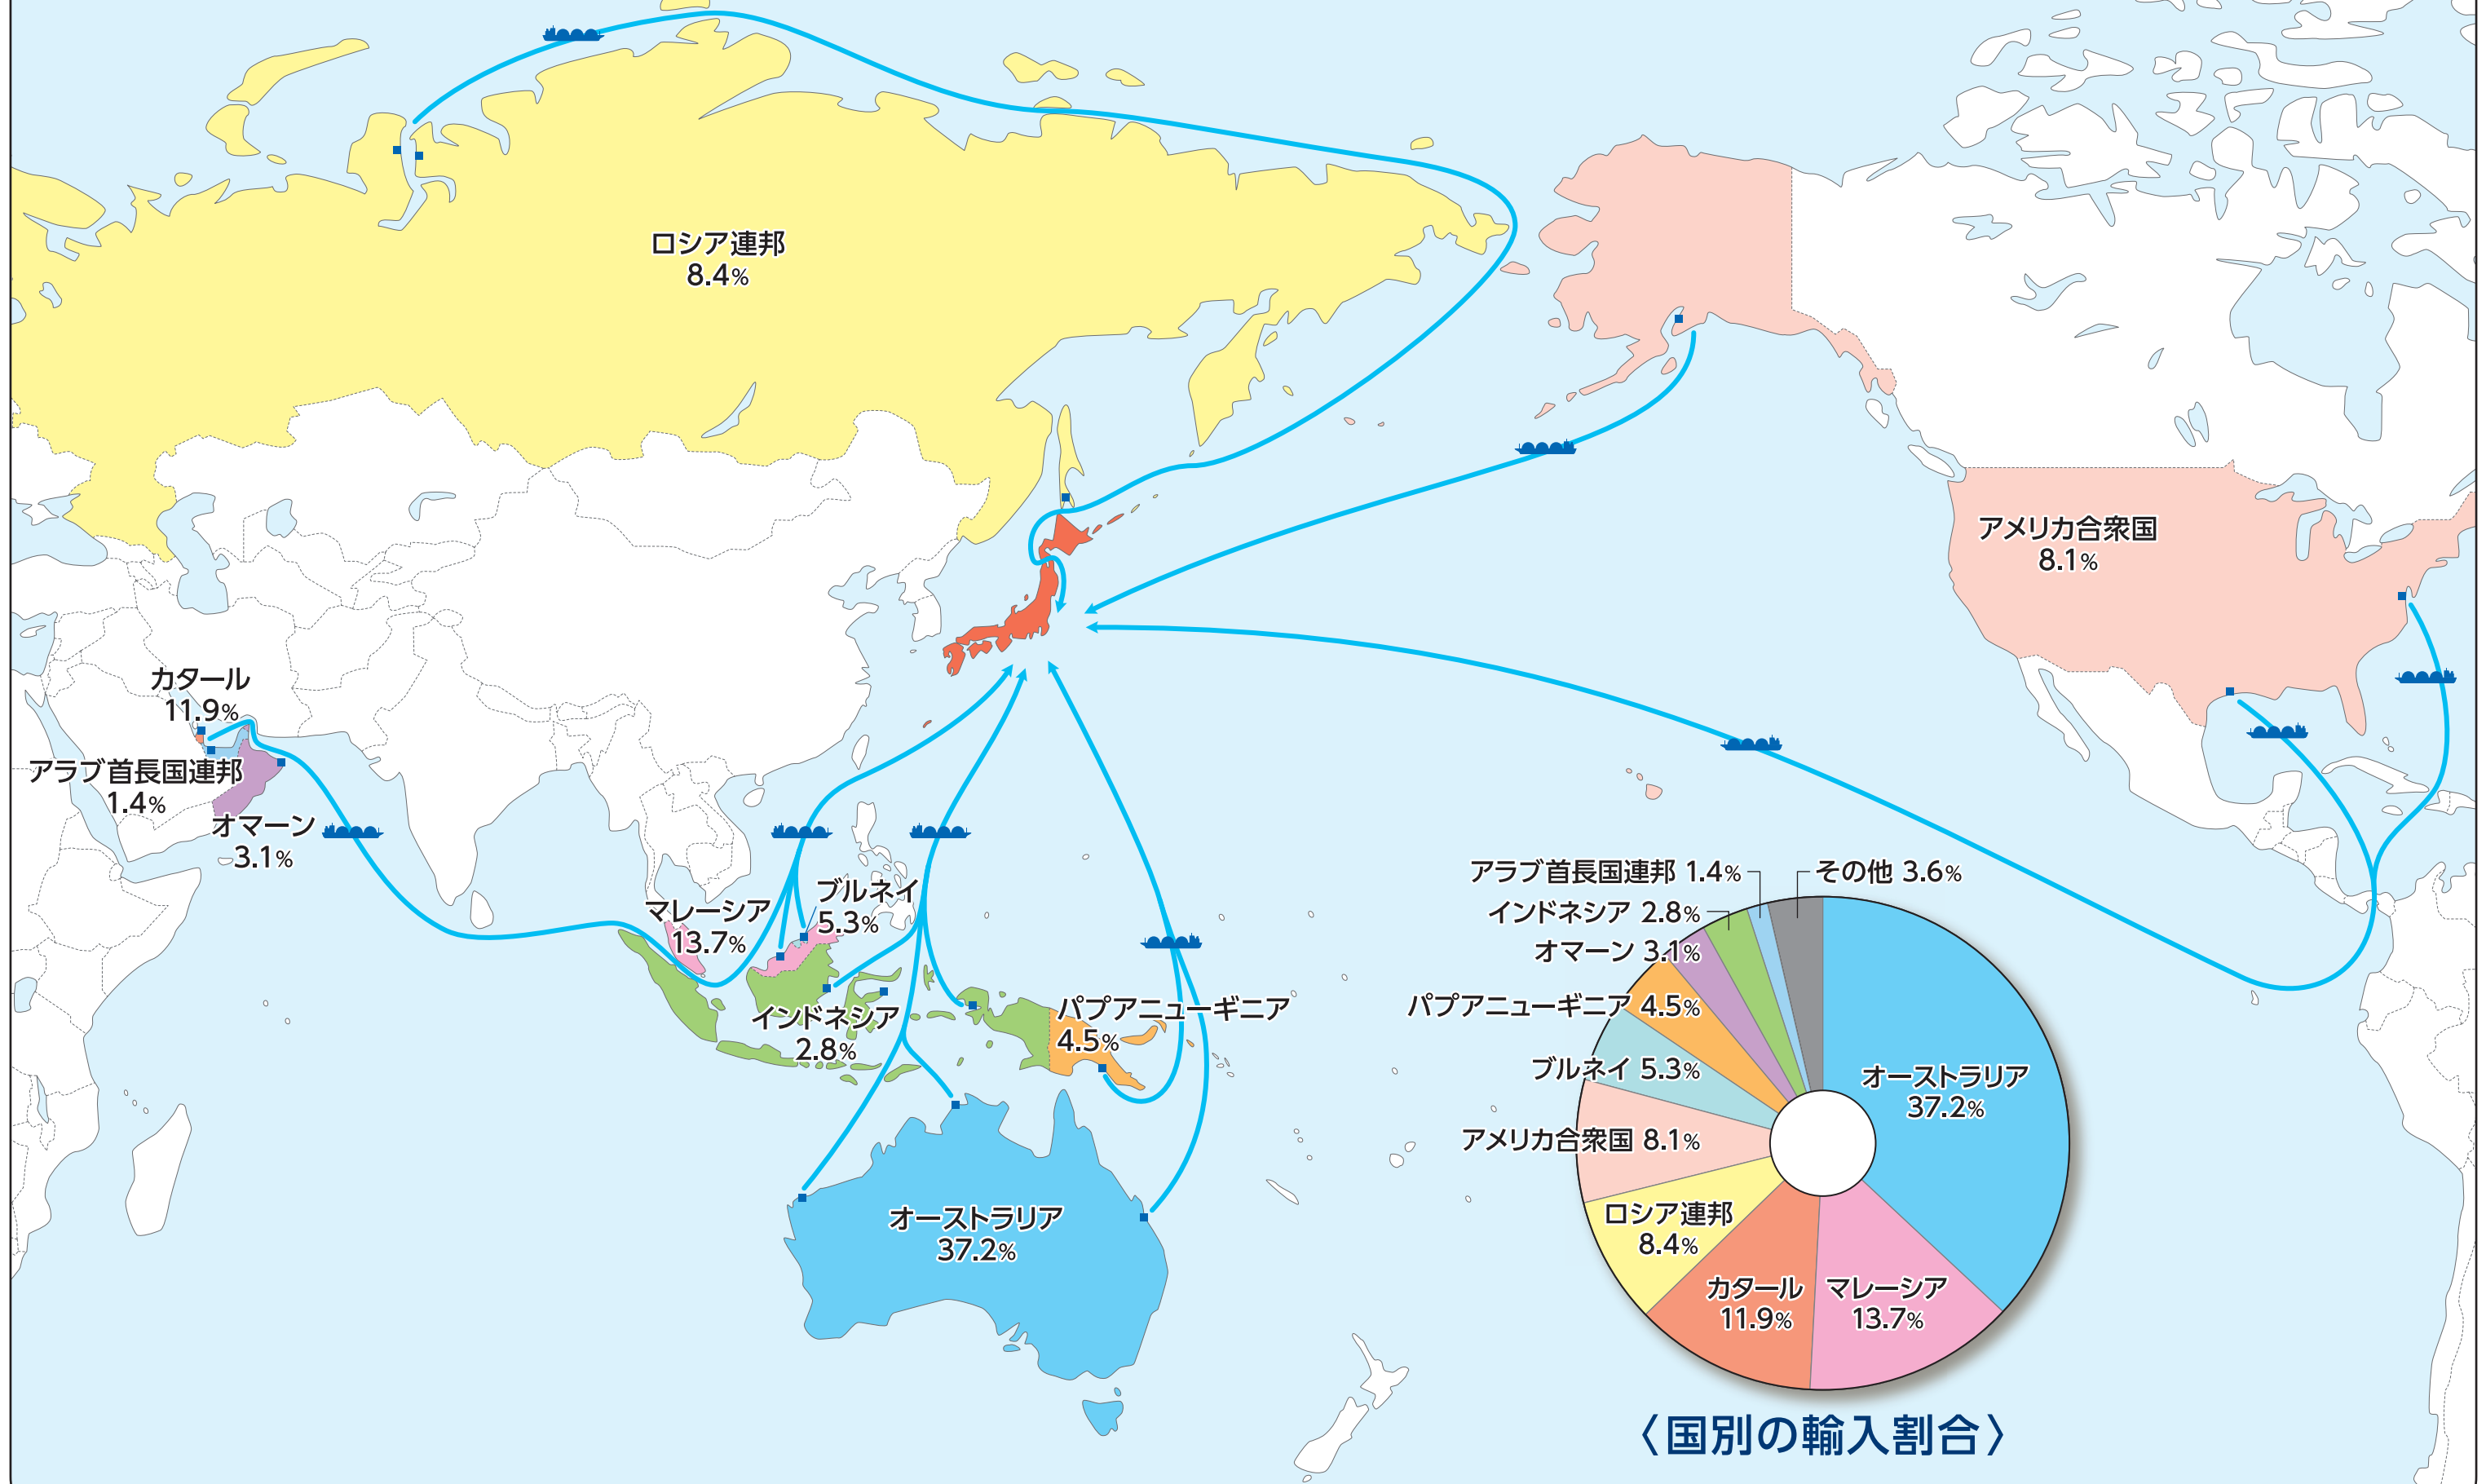 ロシア連邦
8.4%
アメリカ合衆国
8.1%
カタール
11.9%
アラブ首長国連邦
1.4%
オマーン
3.1%
マレーシア
13.7%
ブルネイ
5.3%
インドネシア
2.8%
パプアニューギニア
4.5%
オーストラリア
37.2%
アラブ首長国連邦 1.4%
その他 3.6%
インドネシア 2.8%
オマーン 3.1%
パプアニューギニア 4.5%
ブルネイ 5.3%
アメリカ合衆国 8.1%
ロシア連邦
8.4%
カタール
11.9%
マレーシア
13.7%
オーストラリア
37.2%
〈国別の輸入割合〉